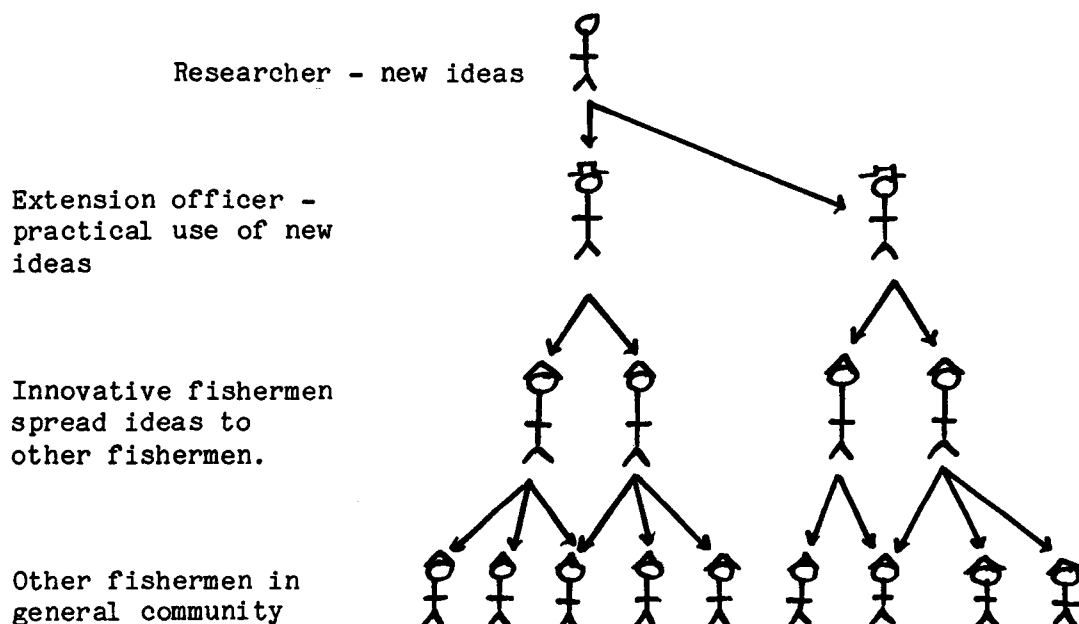 Researcher - new ideas
Extension officer -
practical use of new
ideas
Innovative fishermen
spread ideas to
other fishermen.
Other fishermen in
general community